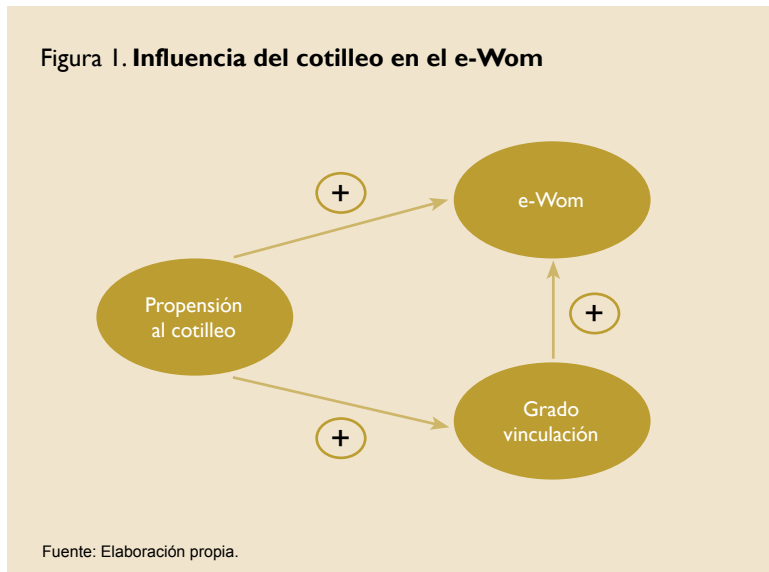 Figura 1. Influencia del cotilleo en el e-Wom
+
e-Wom
Propensión
al cotilleo
+
Grado
vinculación
+
Fuente: Elaboración propia.